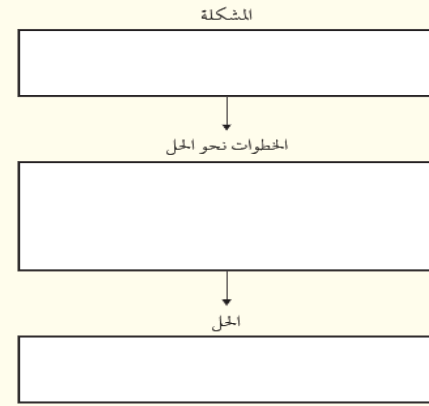 المشكلة
الخطوات نحو الحل
الحل